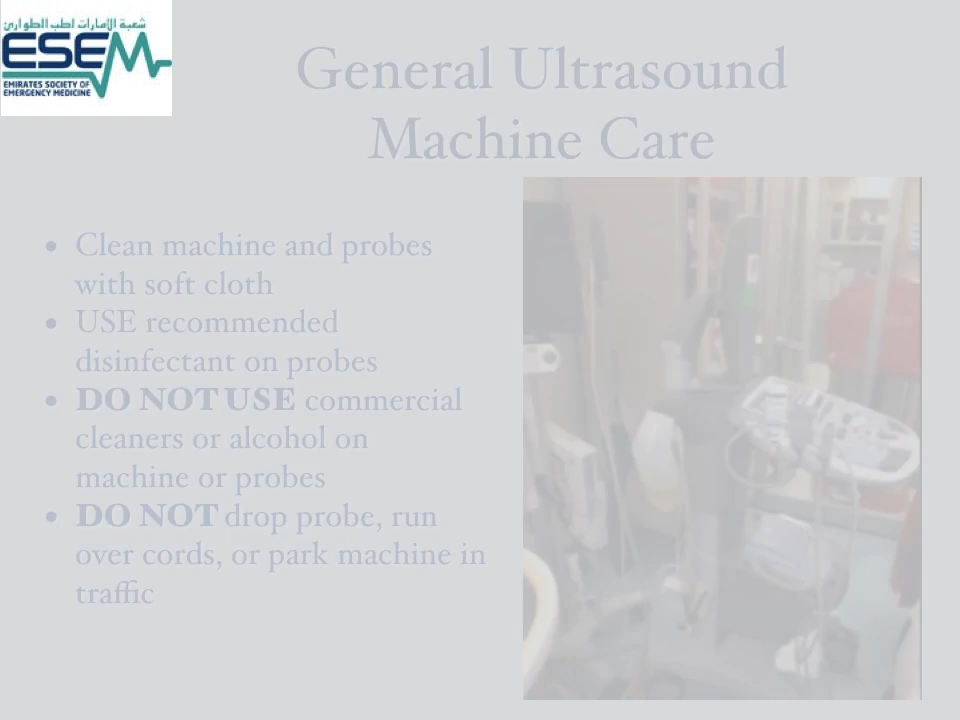 شعبة الإمارات لطب الطوارئ
ESEM
EMIRATES SOCIETY OF
EMERGENCY MEDICINE
General Ultrasound
Machine Care
• Clean machine and probes
with soft cloth
• USE recommended
disinfectant on probes
• DO NOT USE commercial
cleaners or alcohol on
machine or probes
• DO NOT drop probe, run
over cords, or park machine in
traffic